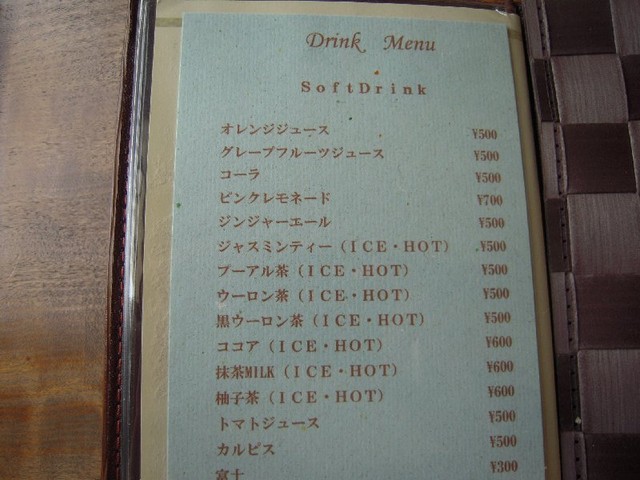 Drink Menu
SoftDrink
オレンジジュース ¥500
グレープフルーツジュース ¥500
コーラ ¥500
ピンクレモネード ¥700
ジンジャーエール ¥500
ジャスミンティー（ICE・HOT） ¥500
プーアル茶（ICE・HOT） ¥500
ウーロン茶（ICE・HOT） ¥500
黒ウーロン茶（ICE・HOT） ¥500
ココア（ICE・HOT） ¥600
抹茶MILK（ICE・HOT） ¥600
柚子茶（ICE・HOT） ¥600
トマトジュース ¥500
カルピス ¥500
富士 ¥300